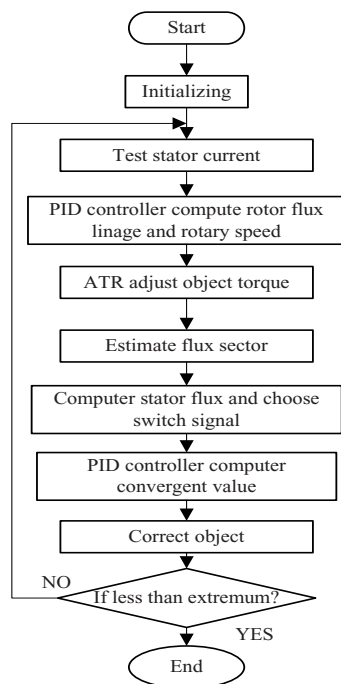 Start
Initializing
Test stator current
PID controller compute rotor flux
linage and rotary speed
ATR adjust object torque
Estimate flux sector
Computer stator flux and choose
switch signal
PID controller computer
convergent value
Correct object
NO
If less than extremum?
YES
End